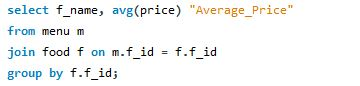 select f_name, avg(price) "Average_Price"
from menu m
join food f on m.f_id = f.f_id
group by f.f_id;